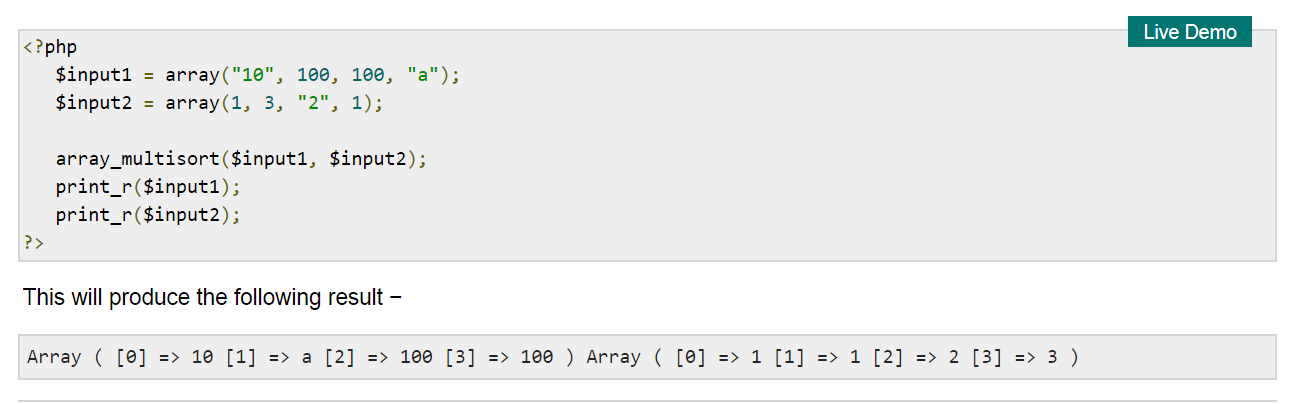 Live Demo
<?php
   $input1 = array("10", 100, 100, "a");
   $input2 = array(1, 3, "2", 1);
   array_multisort($input1, $input2);
   print_r($input1);
   print_r($input2);
?>
This will produce the following result −
Array ( [0] => 10 [1] => a [2] => 100 [3] => 100 ) Array ( [0] => 1 [1] => 1 [2] => 2 [3] => 3 )